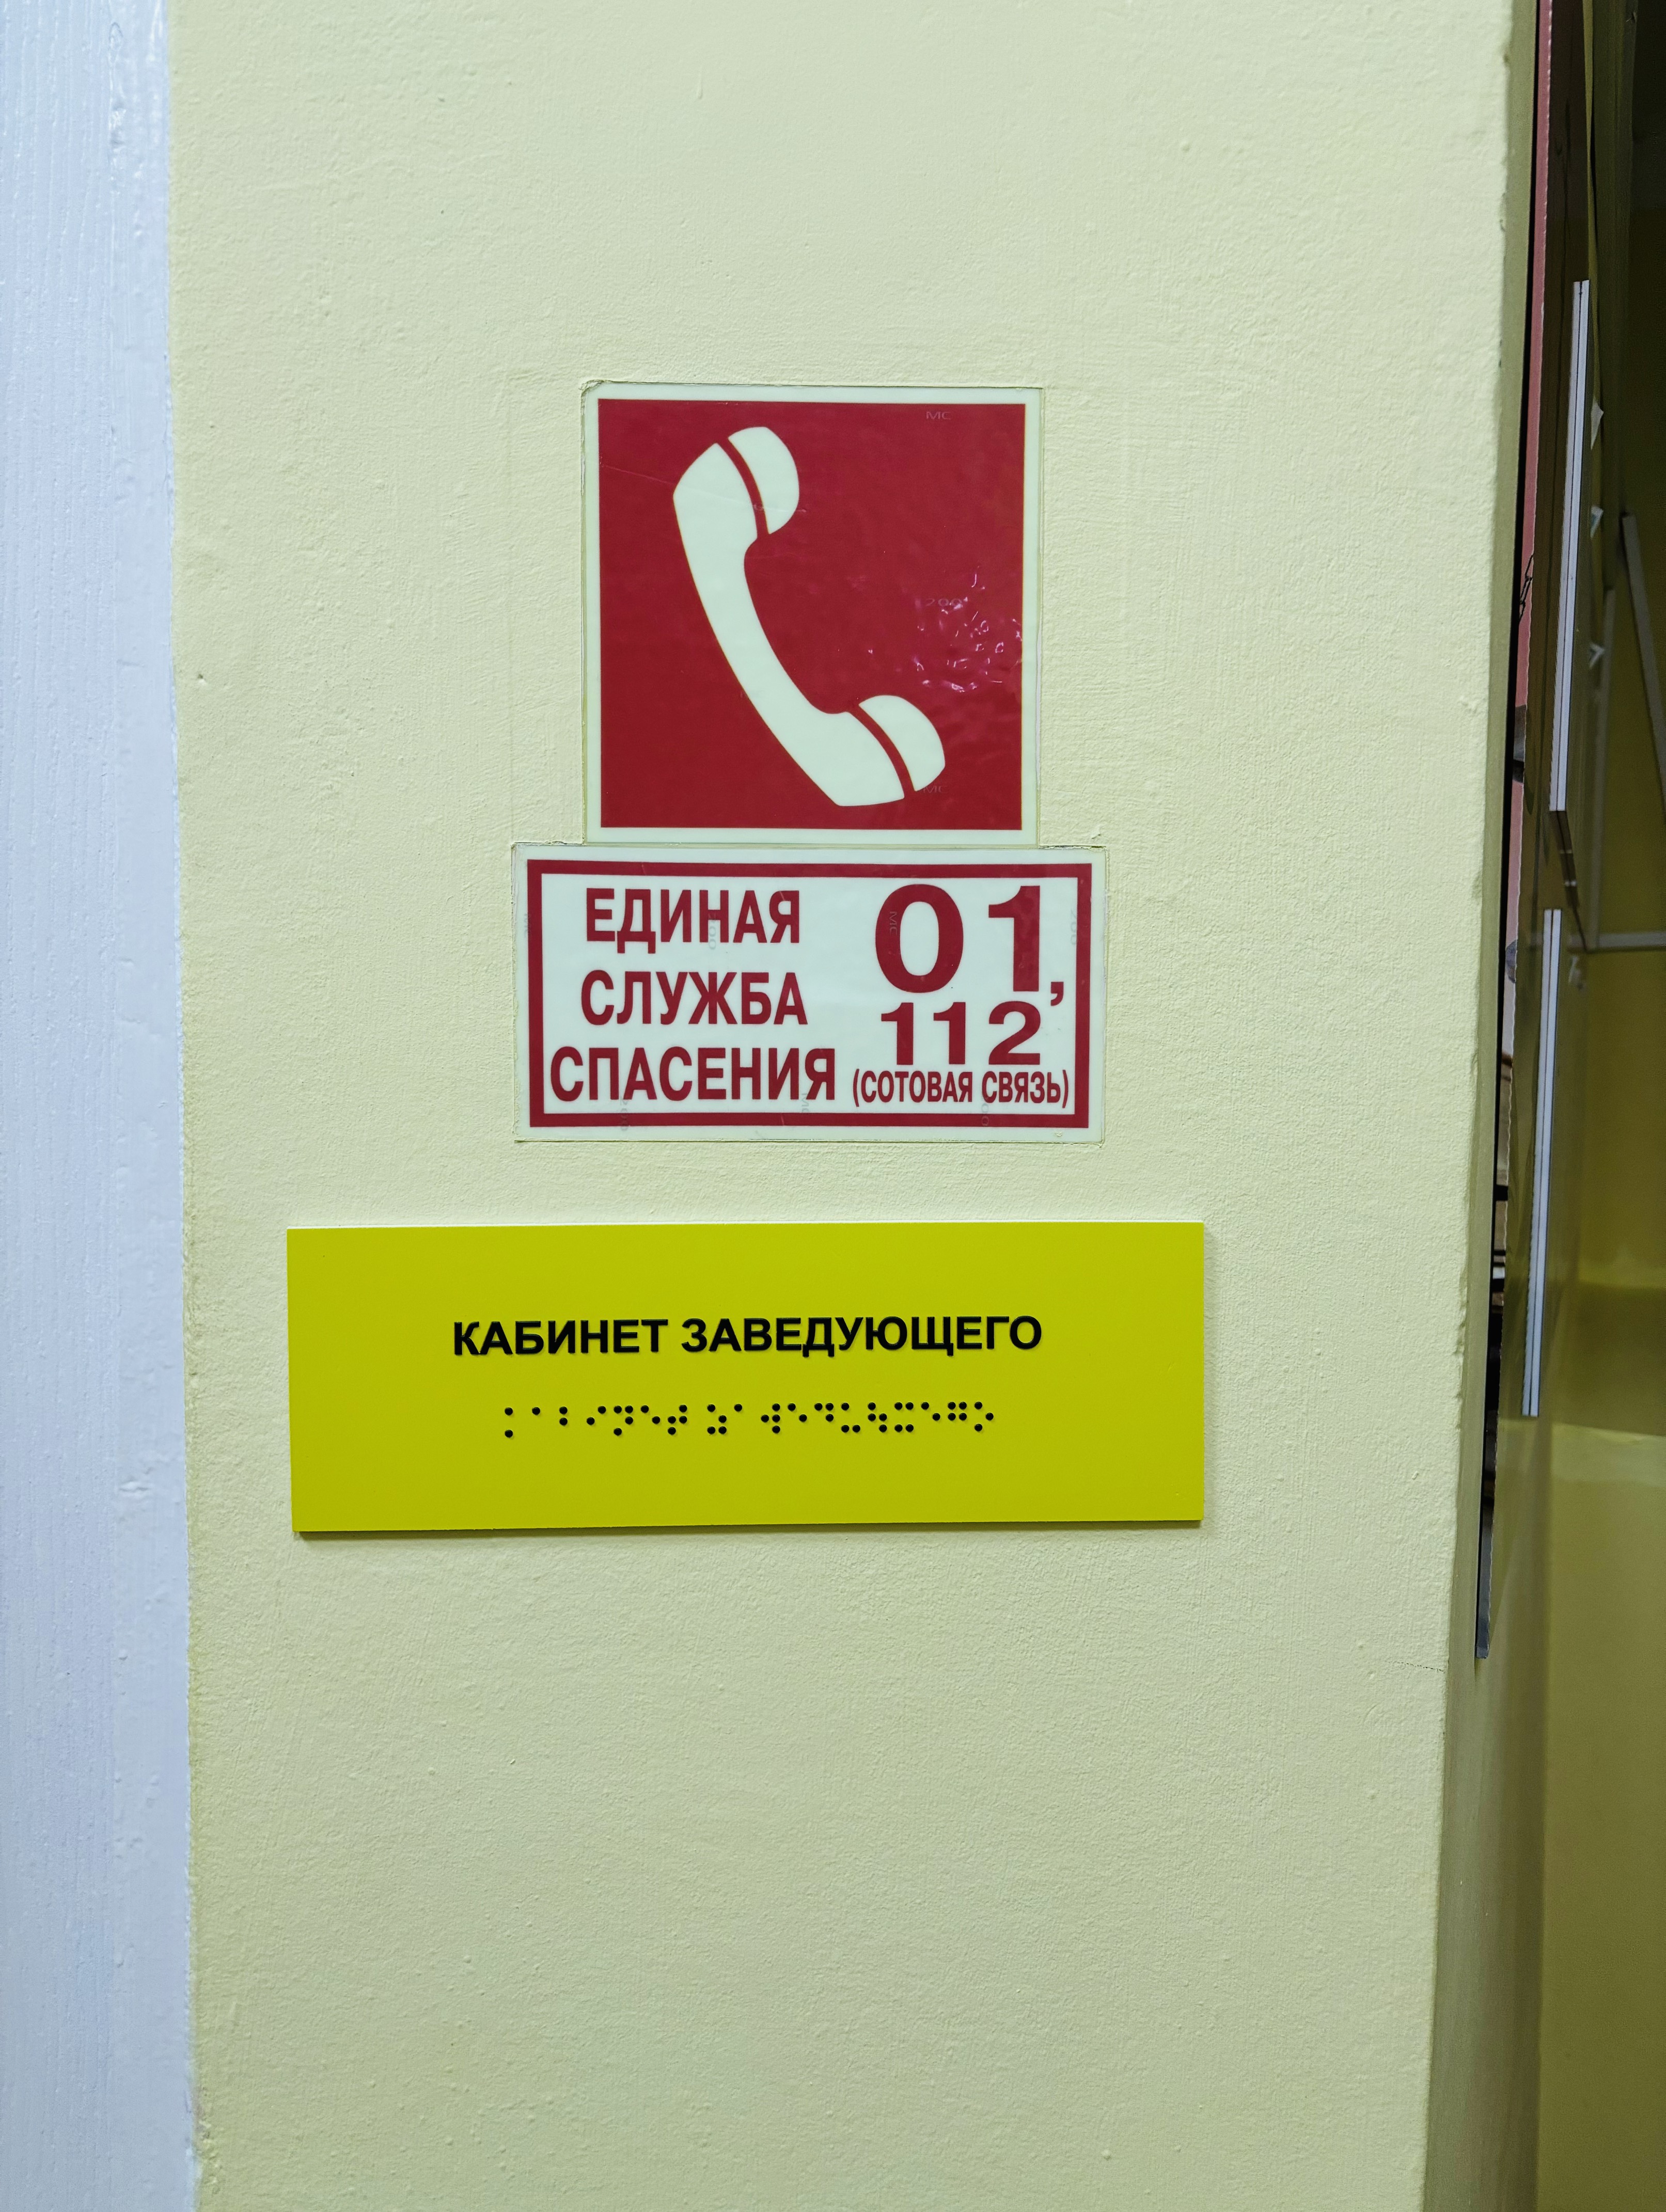 ЕДИНАЯ
СЛУЖБА
СПАСЕНИЯ
01,
112
(СОТОВАЯ СВЯЗЬ)
КАБИНЕТ ЗАВЕДУЮЩЕГО
⠅⠁⠃⠊⠝⠑⠞ ⠵⠁⠺⠑⠙⠥⠳⠭⠑⠛⠕